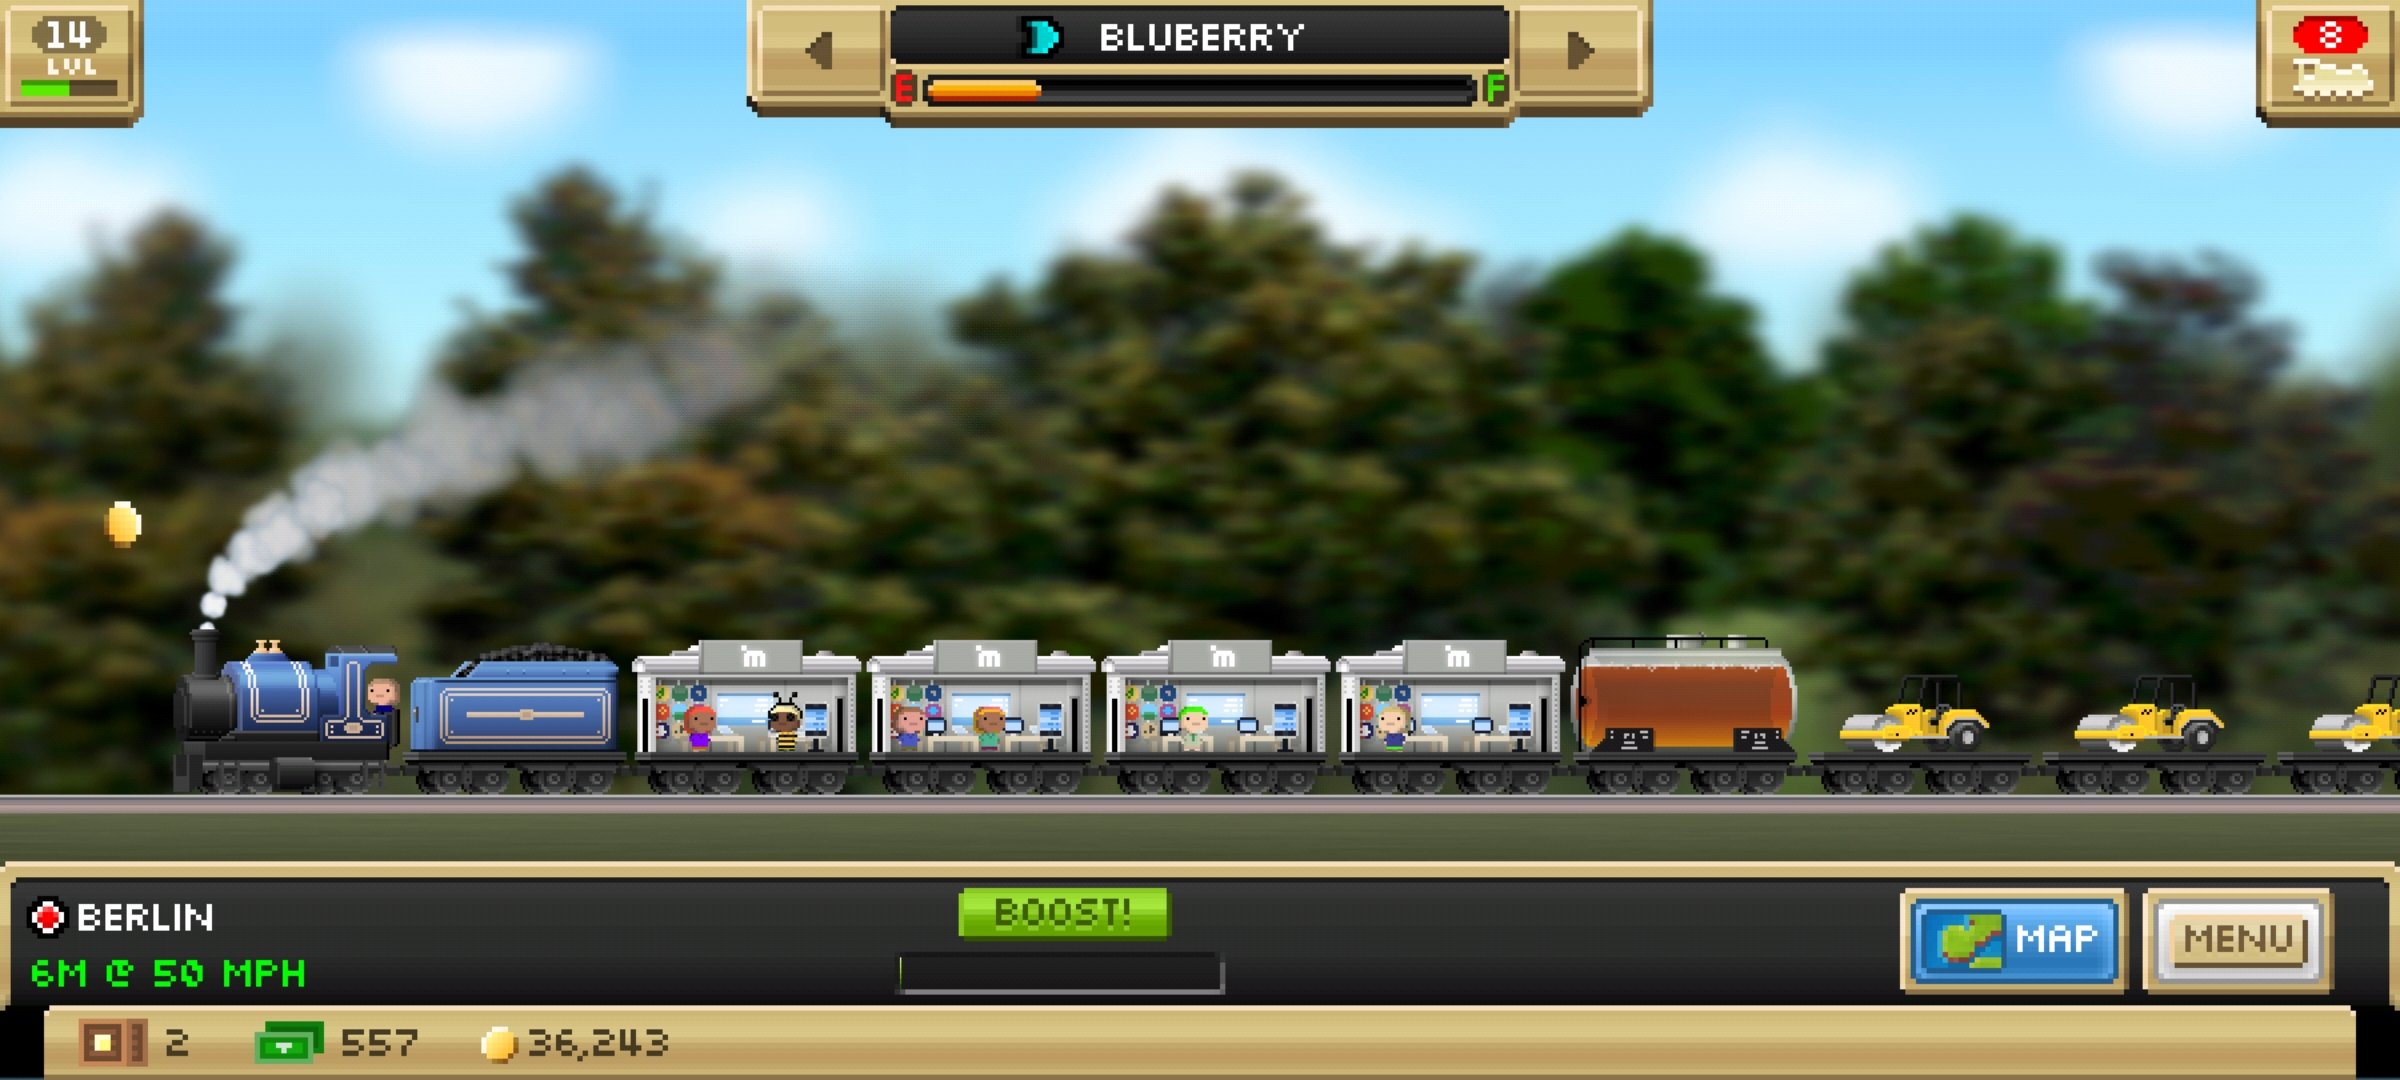 14
LVL
BLUBERRY
E F
8
m m m m
BERLIN
6M @ 50 MPH
BOOST!
MAP
MENU
2 557 36,243